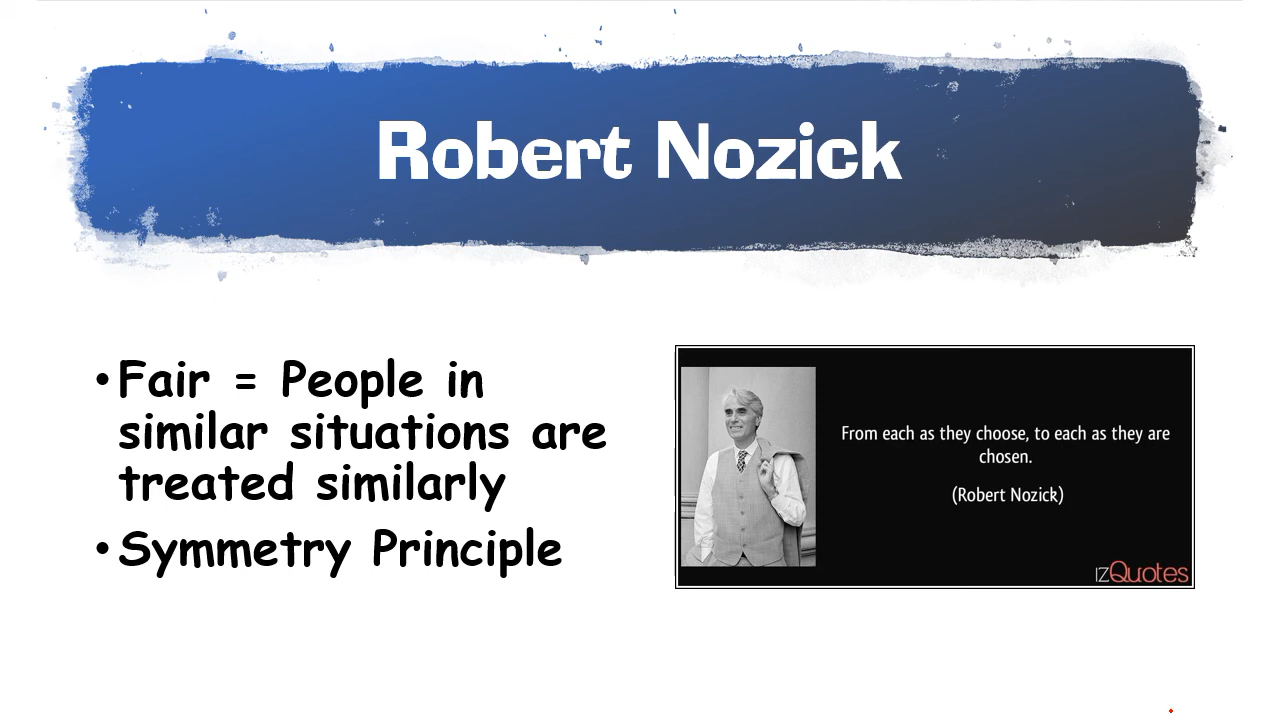 Robert Nozick
•Fair = People in
similar situations are
treated similarly
•Symmetry Principle
From each as they choose, to each as they are
chosen.
(Robert Nozick)
IZQuotes